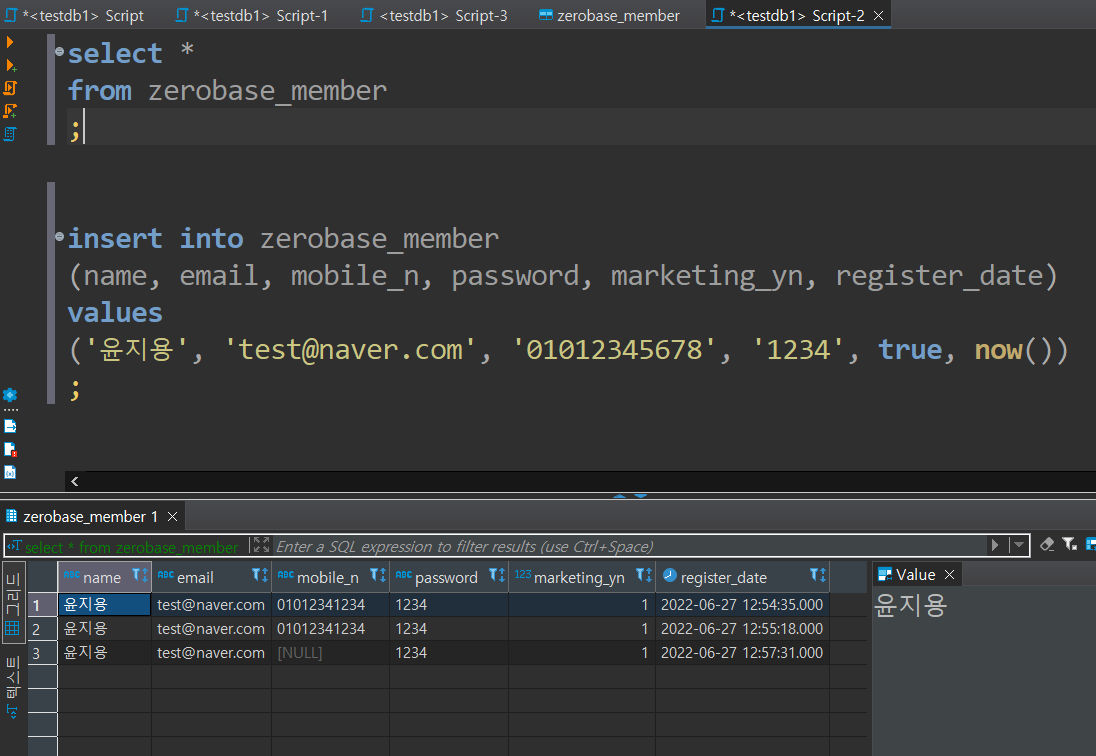 *<testdb1> Script *<testdb1> Script-1 <testdb1> Script-3 zerobase_member *<testdb1> Script-2
select *
from zerobase_member
;
insert into zerobase_member
(name, email, mobile_n, password, marketing_yn, register_date)
values
('윤지용', 'test@naver.com', '01012345678', '1234', true, now())
;
zerobase_member 1
select * from zerobase_member Enter a SQL expression to filter results (use Ctrl+Space)
그리드
텍스트
ABC name ABC email ABC mobile_n ABC password 123 marketing_yn register_date
1 윤지용 test@naver.com 01012341234 1234 1 2022-06-27 12:54:35.000
2 윤지용 test@naver.com 01012341234 1234 1 2022-06-27 12:55:18.000
3 윤지용 test@naver.com [NULL] 1234 1 2022-06-27 12:57:31.000
Value
윤지용